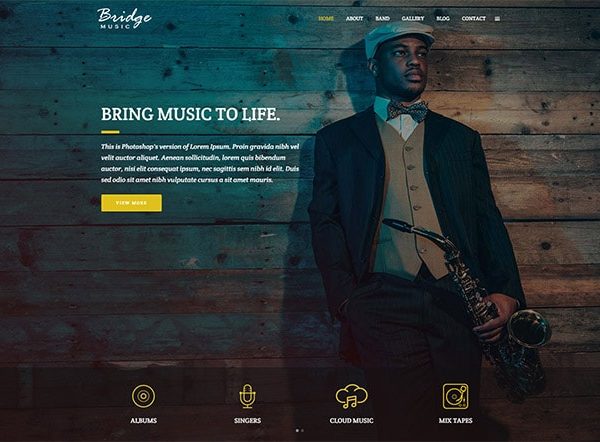 Bridge
MUSIC
HOME ABOUT BAND GALLERY BLOG CONTACT
BRING MUSIC TO LIFE.
This is Photoshop's version of Lorem Ipsum. Proin gravida nibh vel
velit auctor aliquet. Aenean sollicitudin, lorem quis bibendum
auctor, nisi elit consequat ipsum, nec sagittis sem nibh id elit. Duis
sed odio sit amet nibh vulputate cursus a sit amet mauris.
VIEW MORE
ALBUMS SINGERS CLOUD MUSIC MIX TAPES